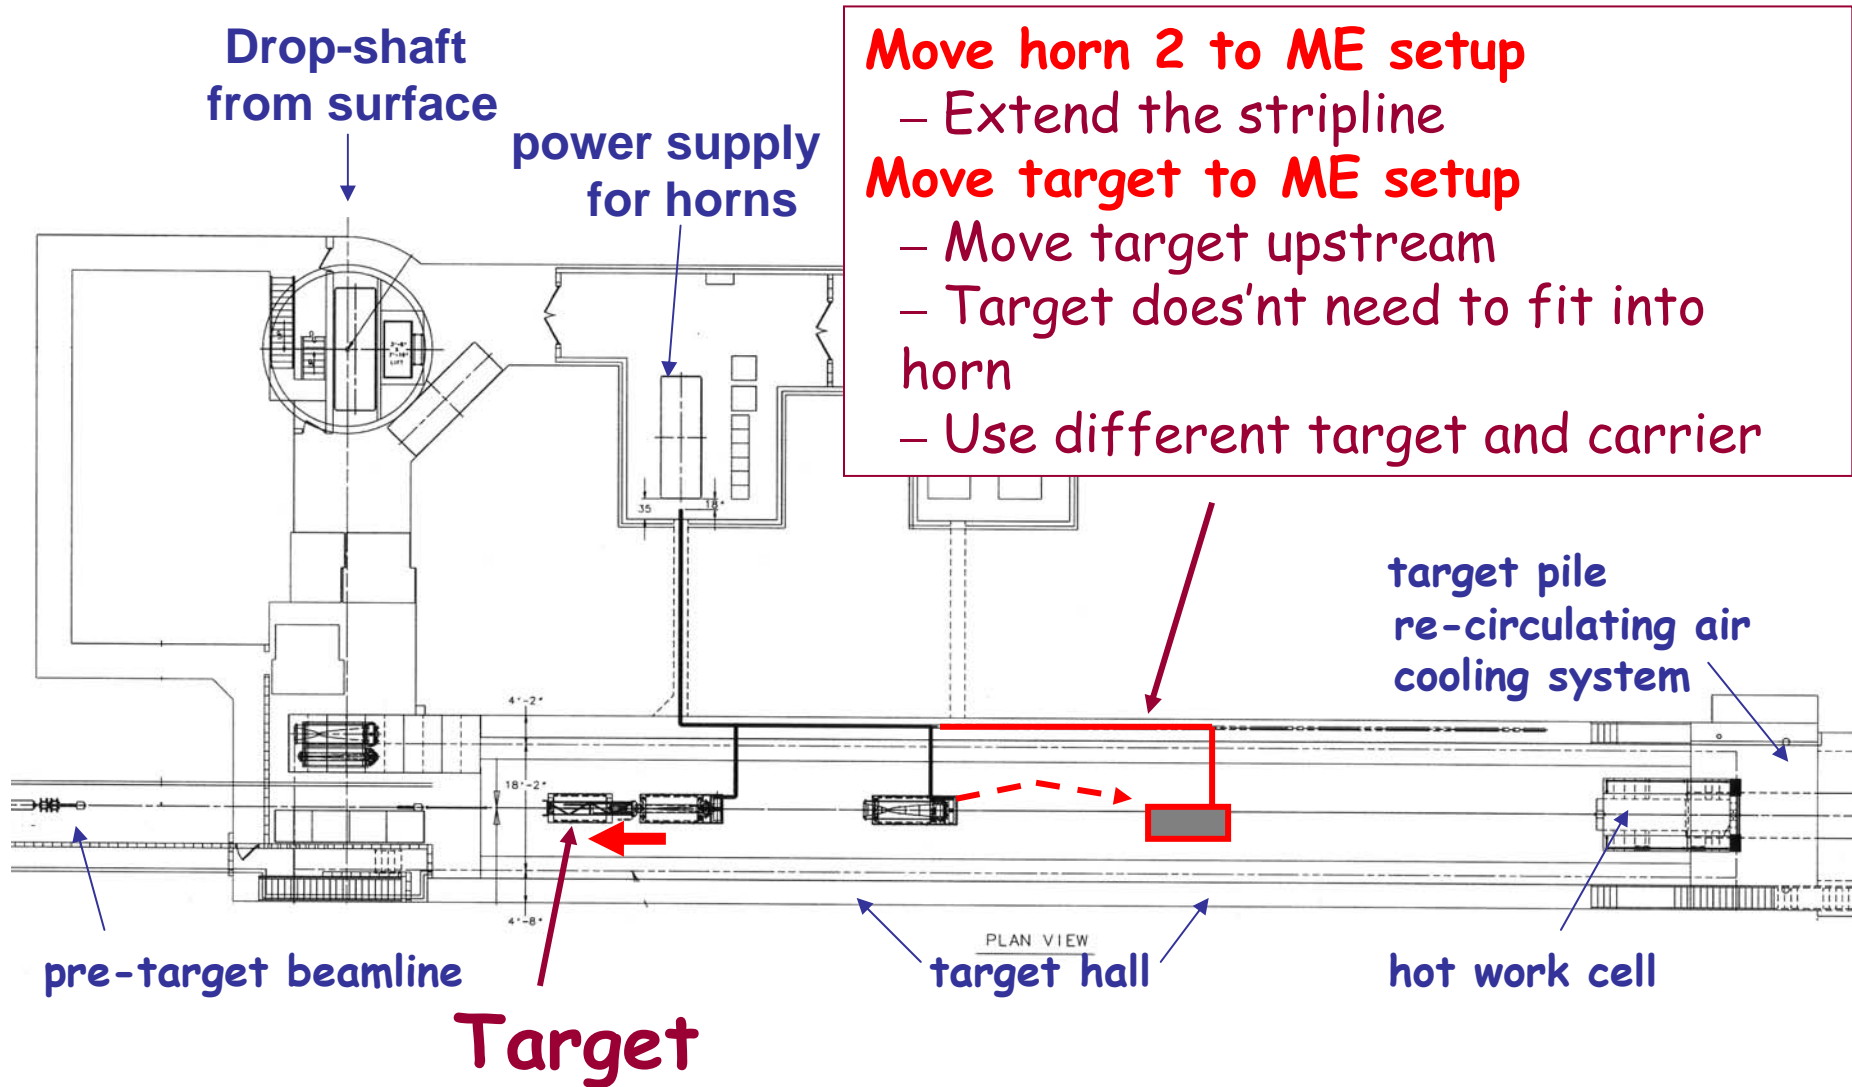 Drop-shaft
from surface
power supply
for horns
Move horn 2 to ME setup
– Extend the stripline
Move target to ME setup
– Move target upstream
– Target does'nt need to fit into
horn
– Use different target and carrier
35
18"
target pile
re-circulating air
cooling system
4'-2"
18'-2"
4'-8"
PLAN VIEW
pre-target beamline
target hall
hot work cell
Target